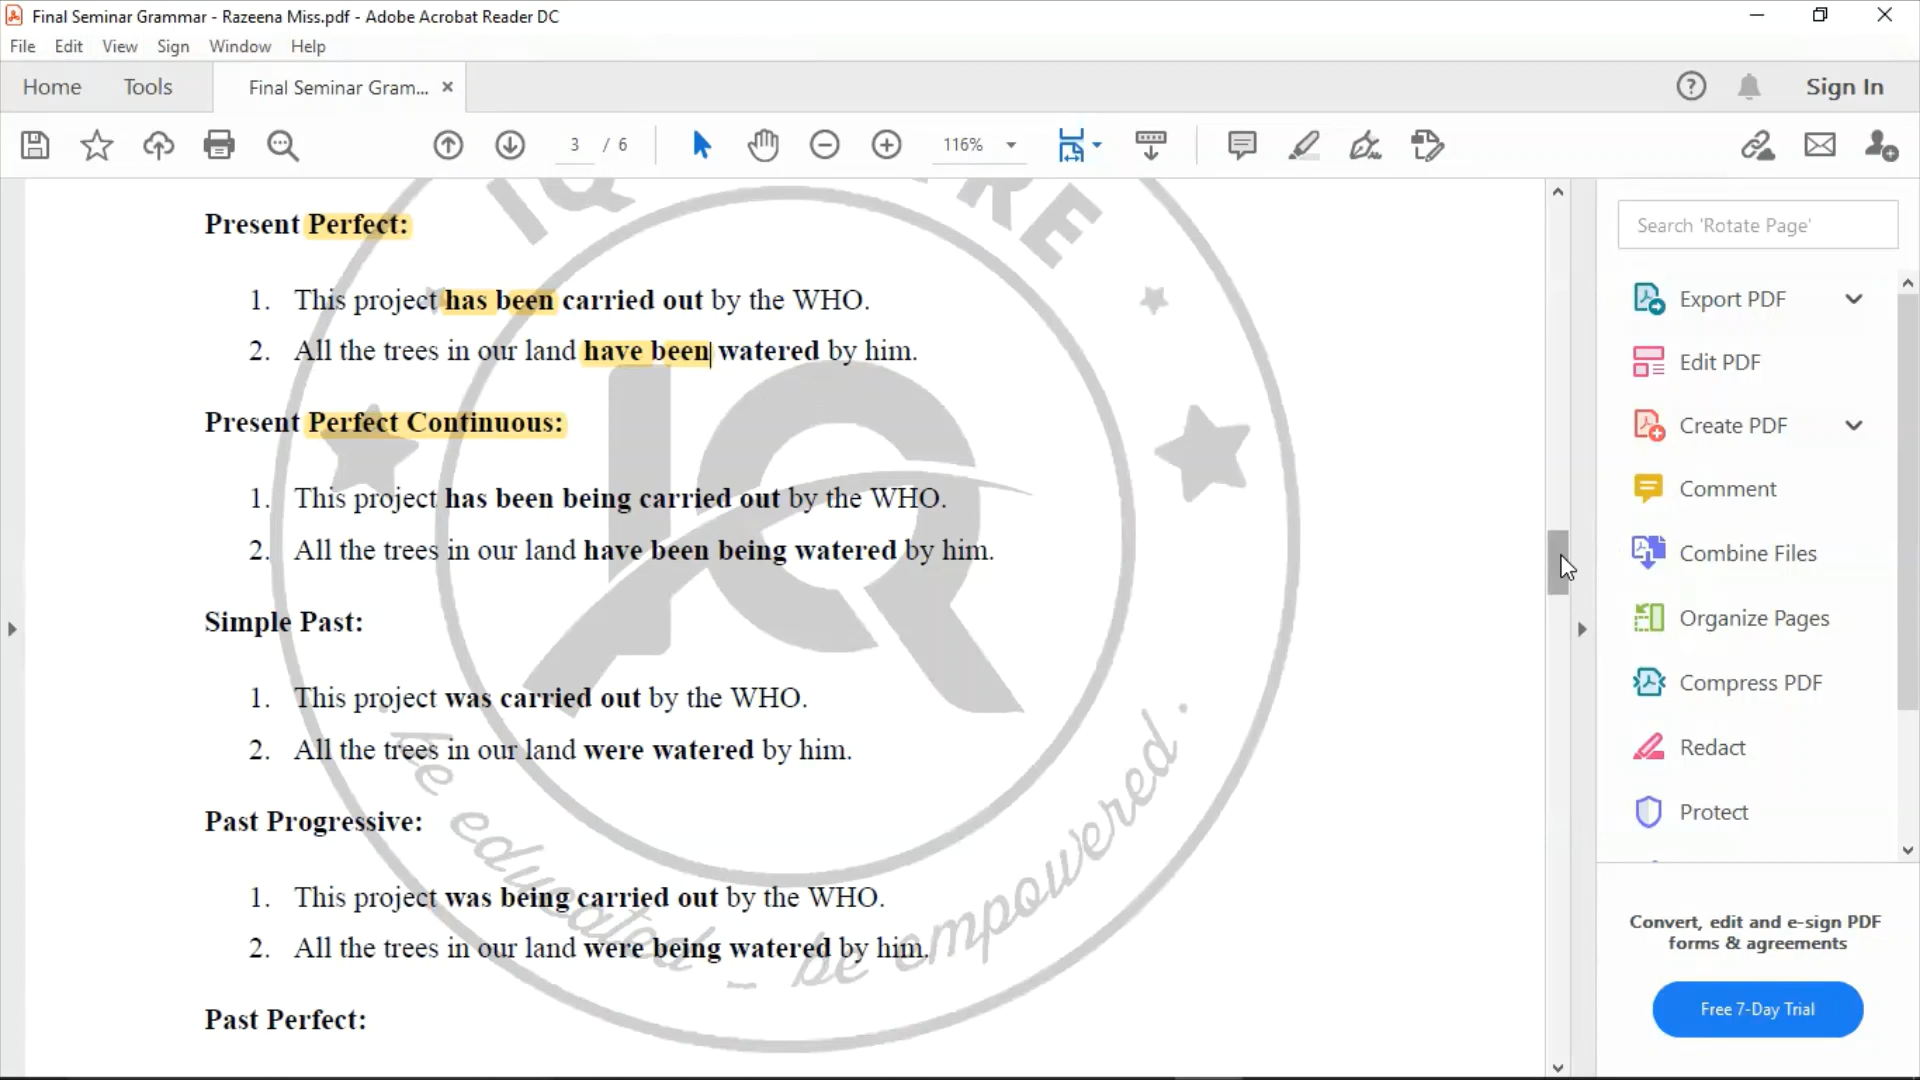 Final Seminar Grammar - Razeena Miss.pdf - Adobe Acrobat Reader DC
File Edit View Sign Window Help
Home Tools Final Seminar Gram... Sign In
3 / 6 116%
Present Perfect:
1. This project has been carried out by the WHO.
2. All the trees in our land have been watered by him.
Present Perfect Continuous:
1. This project has been being carried out by the WHO.
2. All the trees in our land have been being watered by him.
Simple Past:
1. This project was carried out by the WHO.
2. All the trees in our land were watered by him.
Past Progressive:
1. This project was being carried out by the WHO.
2. All the trees in our land were being watered by him.
Past Perfect:
IQ
be educated - be empowered.
Search 'Rotate Page'
Export PDF
Edit PDF
Create PDF
Comment
Combine Files
Organize Pages
Compress PDF
Redact
Protect
Convert, edit and e-sign PDF
forms & agreements
Free 7-Day Trial